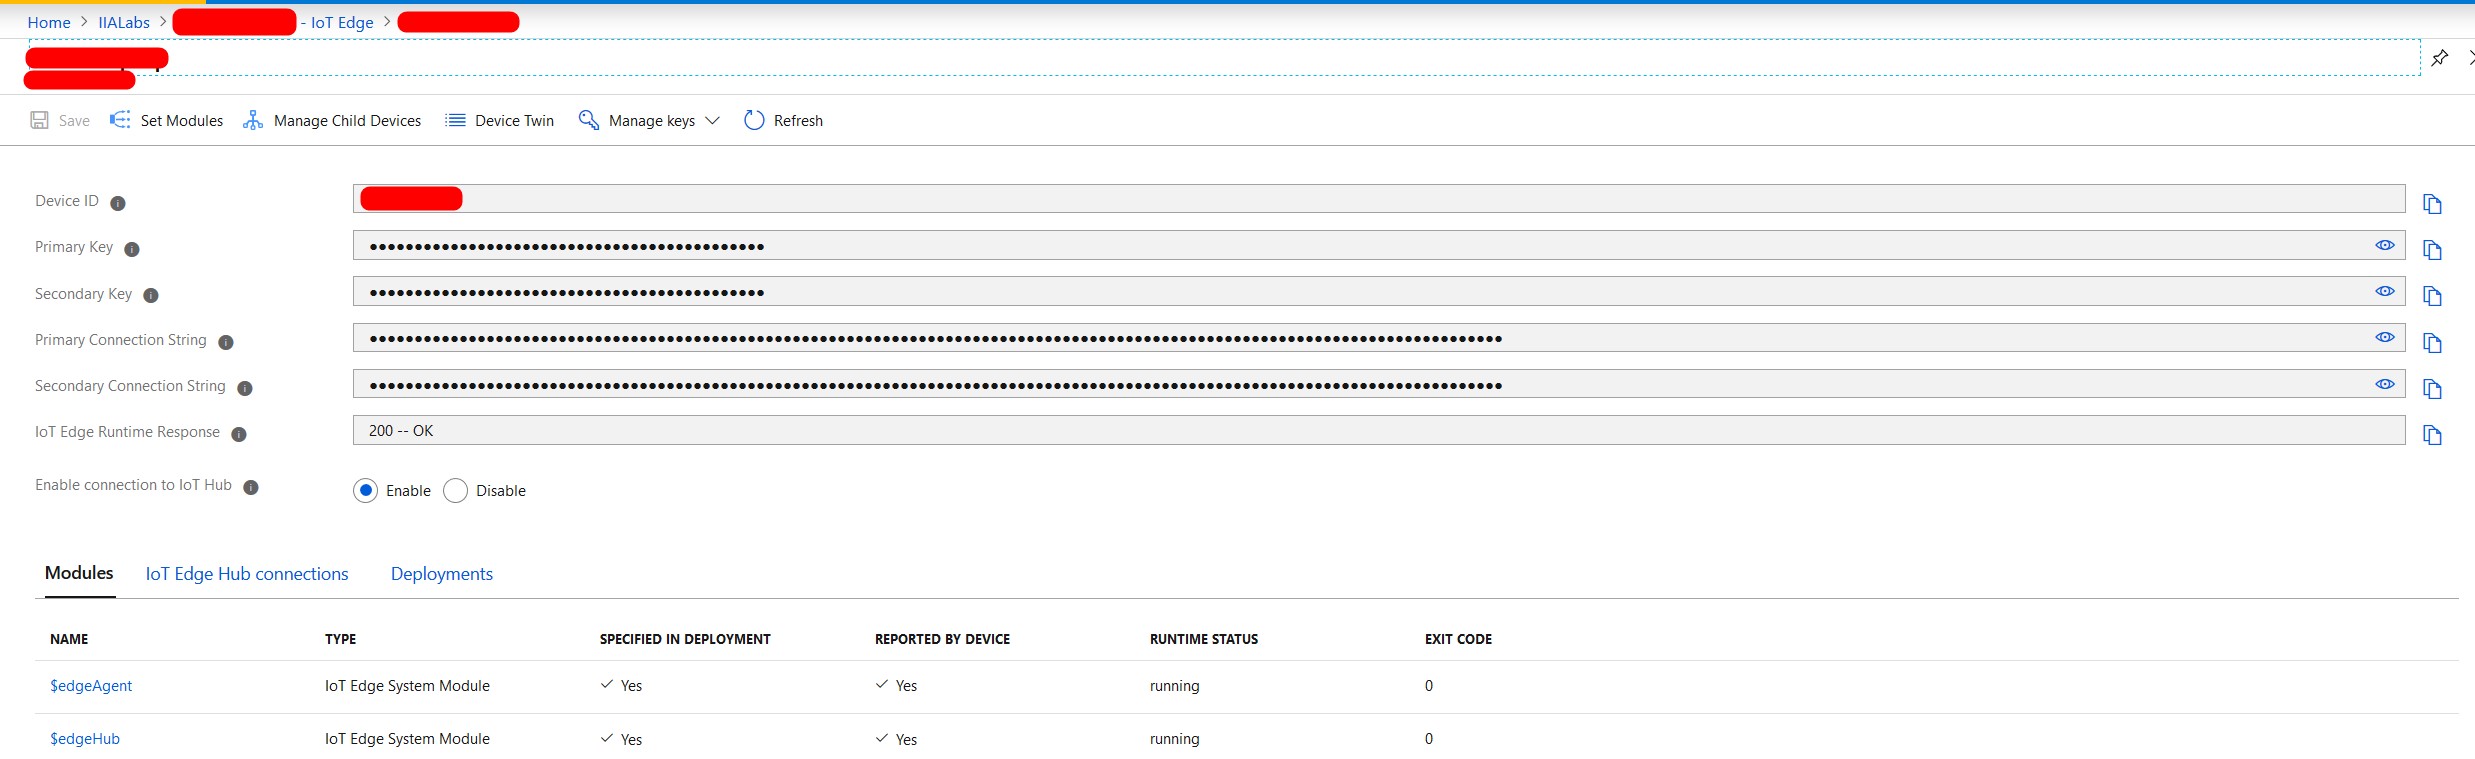 Home > IIALabs > - IoT Edge >
Save Set Modules Manage Child Devices Device Twin Manage keys Refresh
Device ID
Primary Key ••••••••••••••••••••••••••••••••••••••••••••
Secondary Key ••••••••••••••••••••••••••••••••••••••••••••
Primary Connection String
Secondary Connection String
IoT Edge Runtime Response 200 -- OK
Enable connection to IoT Hub Enable Disable
Modules IoT Edge Hub connections Deployments
NAME TYPE SPECIFIED IN DEPLOYMENT REPORTED BY DEVICE RUNTIME STATUS EXIT CODE
$edgeAgent IoT Edge System Module Yes Yes running 0
$edgeHub IoT Edge System Module Yes Yes running 0